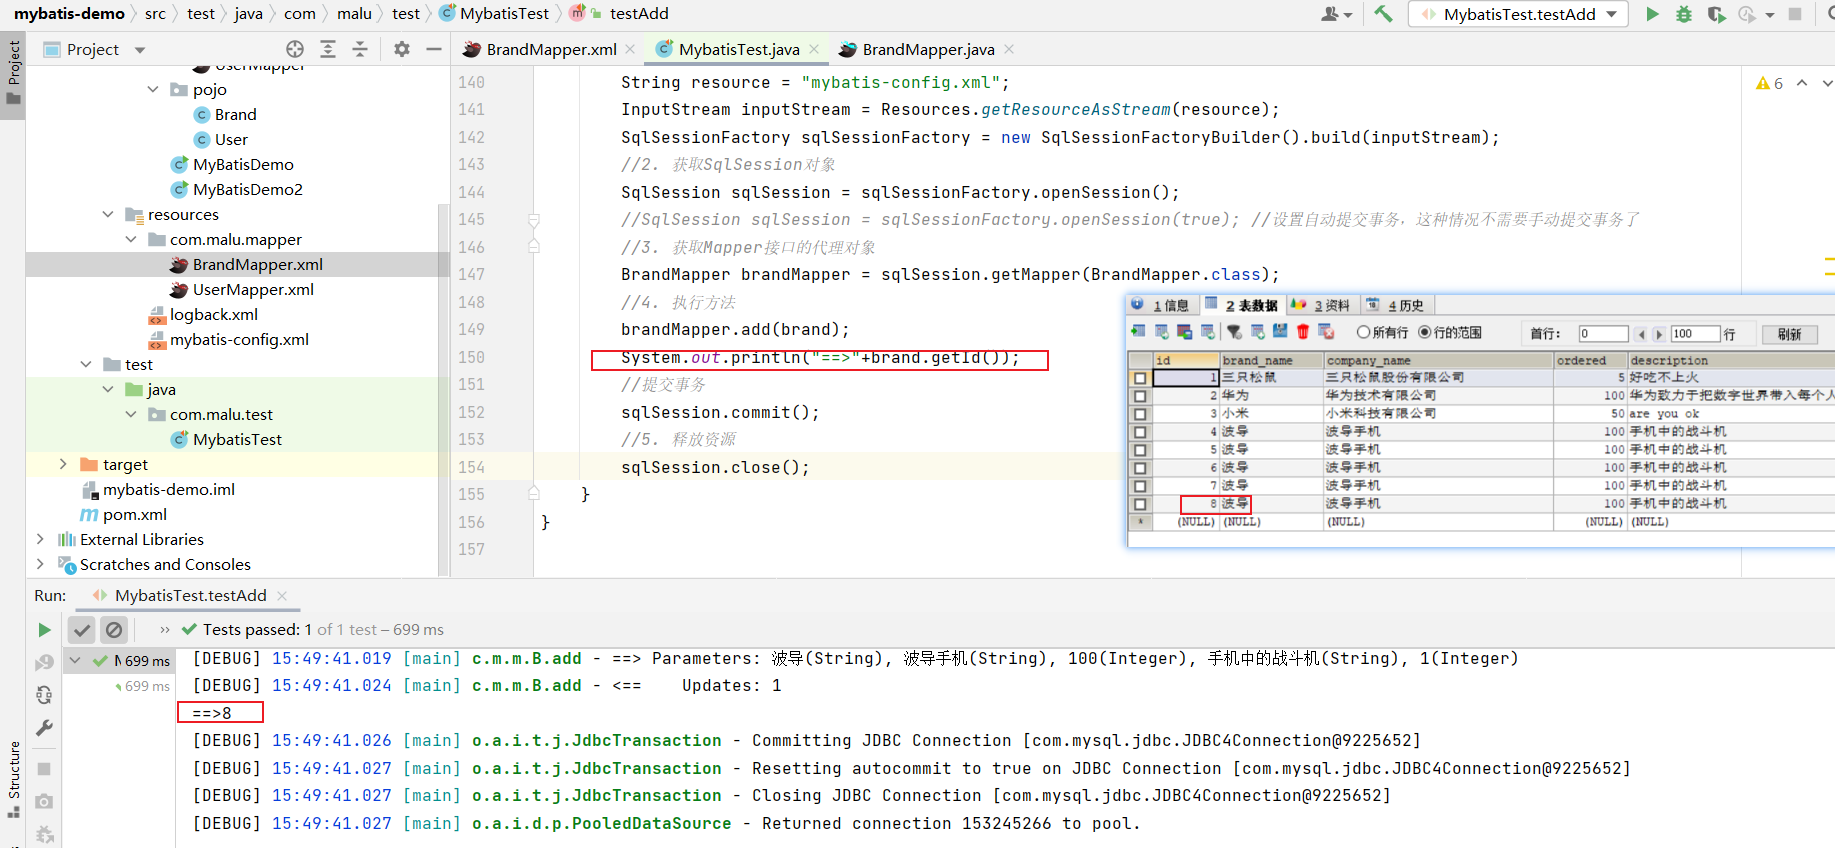 mybatis-demo 〉 src 〉 test 〉 java 〉 com 〉 malu 〉 test 〉 MybatisTest 〉 testAdd
MybatisTest.testAdd
Project
Project
BrandMapper.xml
MybatisTest.java
BrandMapper.java
UserMapper
pojo
Brand
User
MyBatisDemo
MyBatisDemo2
resources
com.malu.mapper
BrandMapper.xml
UserMapper.xml
logback.xml
mybatis-config.xml
test
java
com.malu.test
MybatisTest
target
mybatis-demo.iml
pom.xml
External Libraries
Scratches and Consoles
140 String resource = "mybatis-config.xml";
141 InputStream inputStream = Resources.getResourceAsStream(resource);
142 SqlSessionFactory sqlSessionFactory = new SqlSessionFactoryBuilder().build(inputStream);
143 //2. 获取SqlSession对象
144 SqlSession sqlSession = sqlSessionFactory.openSession();
145 //SqlSession sqlSession = sqlSessionFactory.openSession(true); //设置自动提交事务，这种情况不需要手动提交事务了
146 //3. 获取Mapper接口的代理对象
147 BrandMapper brandMapper = sqlSession.getMapper(BrandMapper.class);
148 //4. 执行方法
149 brandMapper.add(brand);
150 System.out.println("==>"+brand.getId());
151 //提交事务
152 sqlSession.commit();
153 //5. 释放资源
154 sqlSession.close();
155 }
156 }
157
6
1 信息 2 表数据 3 资料 4 历史
所有行 行的范围 首行： 0 100 行 刷新
id brand_name company_name ordered description
1 三只松鼠 三只松鼠股份有限公司 5 好吃不上火
2 华为 华为技术有限公司 100 华为致力于把数字世界带入每个人
3 小米 小米科技有限公司 50 are you ok
4 波导 波导手机 100 手机中的战斗机
5 波导 波导手机 100 手机中的战斗机
6 波导 波导手机 100 手机中的战斗机
7 波导 波导手机 100 手机中的战斗机
8 波导 波导手机 100 手机中的战斗机
* (NULL) (NULL) (NULL) (NULL) (NULL)
Run: MybatisTest.testAdd
Tests passed: 1 of 1 test – 699 ms
699 ms
699 ms
[DEBUG] 15:49:41.019 [main] c.m.m.B.add - ==> Parameters: 波导(String), 波导手机(String), 100(Integer), 手机中的战斗机(String), 1(Integer)
[DEBUG] 15:49:41.024 [main] c.m.m.B.add - <==    Updates: 1
==>8
[DEBUG] 15:49:41.026 [main] o.a.i.t.j.JdbcTransaction - Committing JDBC Connection [com.mysql.jdbc.JDBC4Connection@9225652]
[DEBUG] 15:49:41.027 [main] o.a.i.t.j.JdbcTransaction - Resetting autocommit to true on JDBC Connection [com.mysql.jdbc.JDBC4Connection@9225652]
[DEBUG] 15:49:41.027 [main] o.a.i.t.j.JdbcTransaction - Closing JDBC Connection [com.mysql.jdbc.JDBC4Connection@9225652]
[DEBUG] 15:49:41.027 [main] o.a.i.d.p.PooledDataSource - Returned connection 153245266 to pool.
Structure